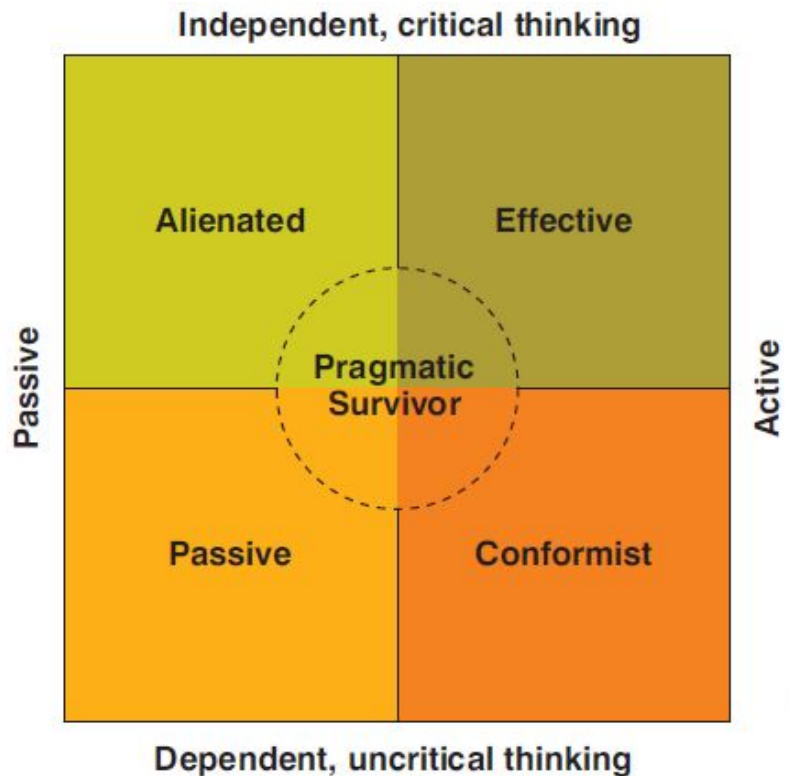 Independent, critical thinking
Alienated
Effective
Passive
Pragmatic
Survivor
Active
Passive
Conformist
Dependent, uncritical thinking